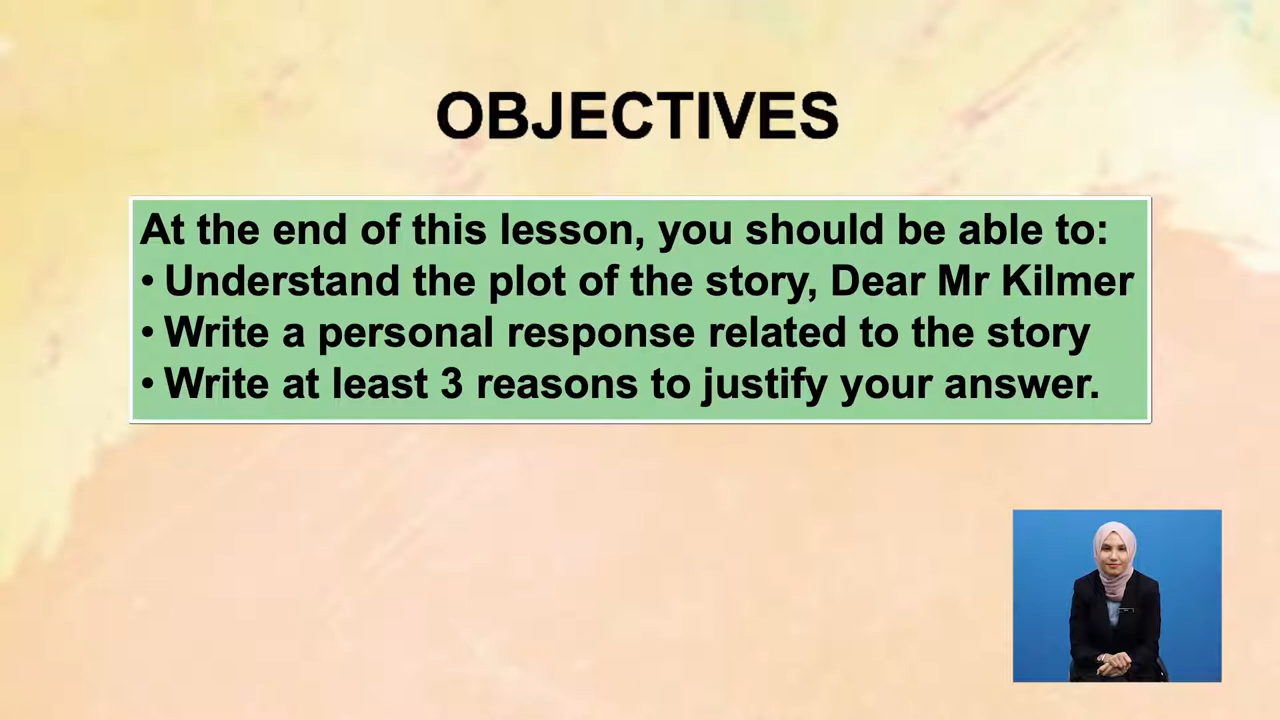 OBJECTIVES
At the end of this lesson, you should be able to:
• Understand the plot of the story, Dear Mr Kilmer
• Write a personal response related to the story
• Write at least 3 reasons to justify your answer.